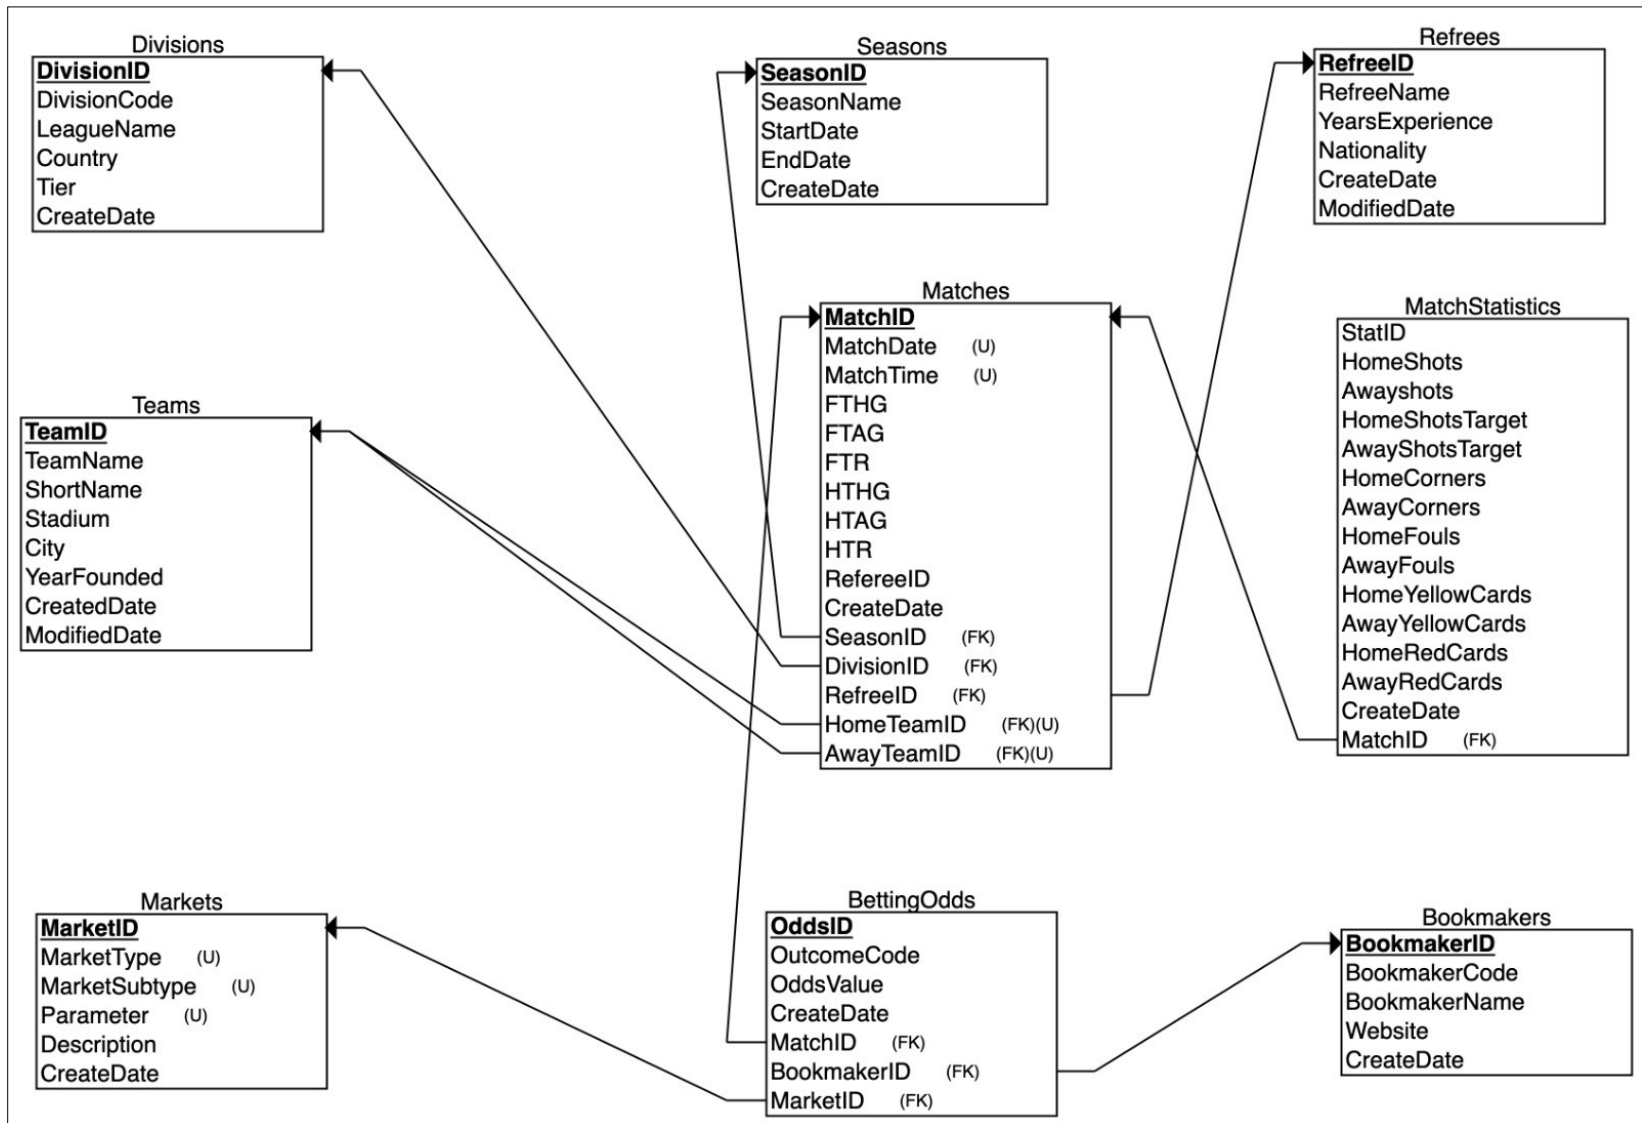 Divisions
DivisionID
DivisionCode
LeagueName
Country
Tier
CreateDate
Seasons
SeasonID
SeasonName
StartDate
EndDate
CreateDate
Refrees
RefreeID
RefreeName
YearsExperience
Nationality
CreateDate
ModifiedDate
Teams
TeamID
TeamName
ShortName
Stadium
City
YearFounded
CreatedDate
ModifiedDate
Matches
MatchID
MatchDate (U)
MatchTime (U)
FTHG
FTAG
FTR
HTHG
HTAG
HTR
RefereeID
CreateDate
SeasonID (FK)
DivisionID (FK)
RefreeID (FK)
HomeTeamID (FK)(U)
AwayTeamID (FK)(U)
MatchStatistics
StatID
HomeShots
Awayshots
HomeShotsTarget
AwayShotsTarget
HomeCorners
AwayCorners
HomeFouls
AwayFouls
HomeYellowCards
AwayYellowCards
HomeRedCards
AwayRedCards
CreateDate
MatchID (FK)
Markets
MarketID
MarketType (U)
MarketSubtype (U)
Parameter (U)
Description
CreateDate
BettingOdds
OddsID
OutcomeCode
OddsValue
CreateDate
MatchID (FK)
BookmakerID (FK)
MarketID (FK)
Bookmakers
BookmakerID
BookmakerCode
BookmakerName
Website
CreateDate